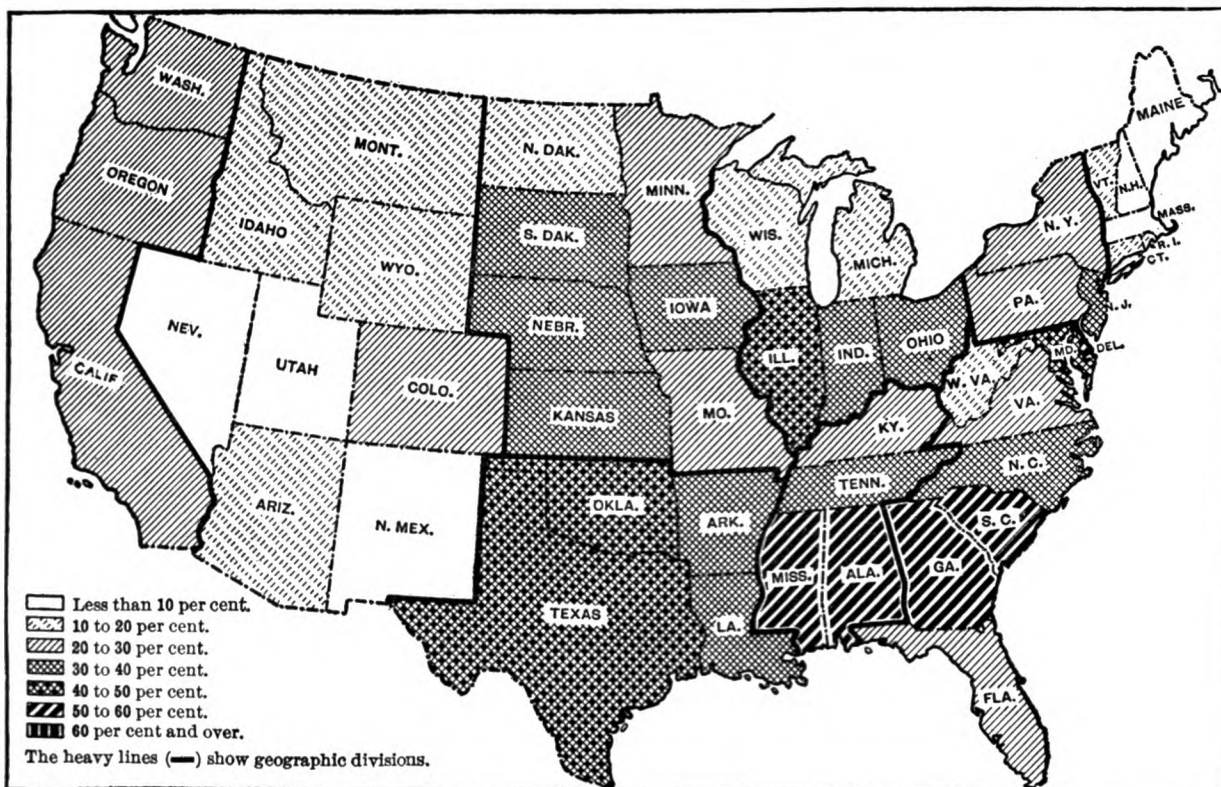 WASH.
MONT.
N. DAK.
MINN.
MAINE
OREGON
IDAHO
WYO.
S. DAK.
WIS.
MICH.
N. Y.
VT.
N.H.
MASS.
R. I.
CT.
NEV.
UTAH
COLO.
NEBR.
IOWA
ILL.
IND.
OHIO
PA.
N. J.
MD.
DEL.
CALIF
KANSAS
MO.
KY.
W. VA.
VA.
ARIZ.
N. MEX.
OKLA.
ARK.
TENN.
N. C.
S. C.
TEXAS
LA.
MISS.
ALA.
GA.
FLA.
Less than 10 per cent.
10 to 20 per cent.
20 to 30 per cent.
30 to 40 per cent.
40 to 50 per cent.
50 to 60 per cent.
60 per cent and over.
The heavy lines (▬) show geographic divisions.